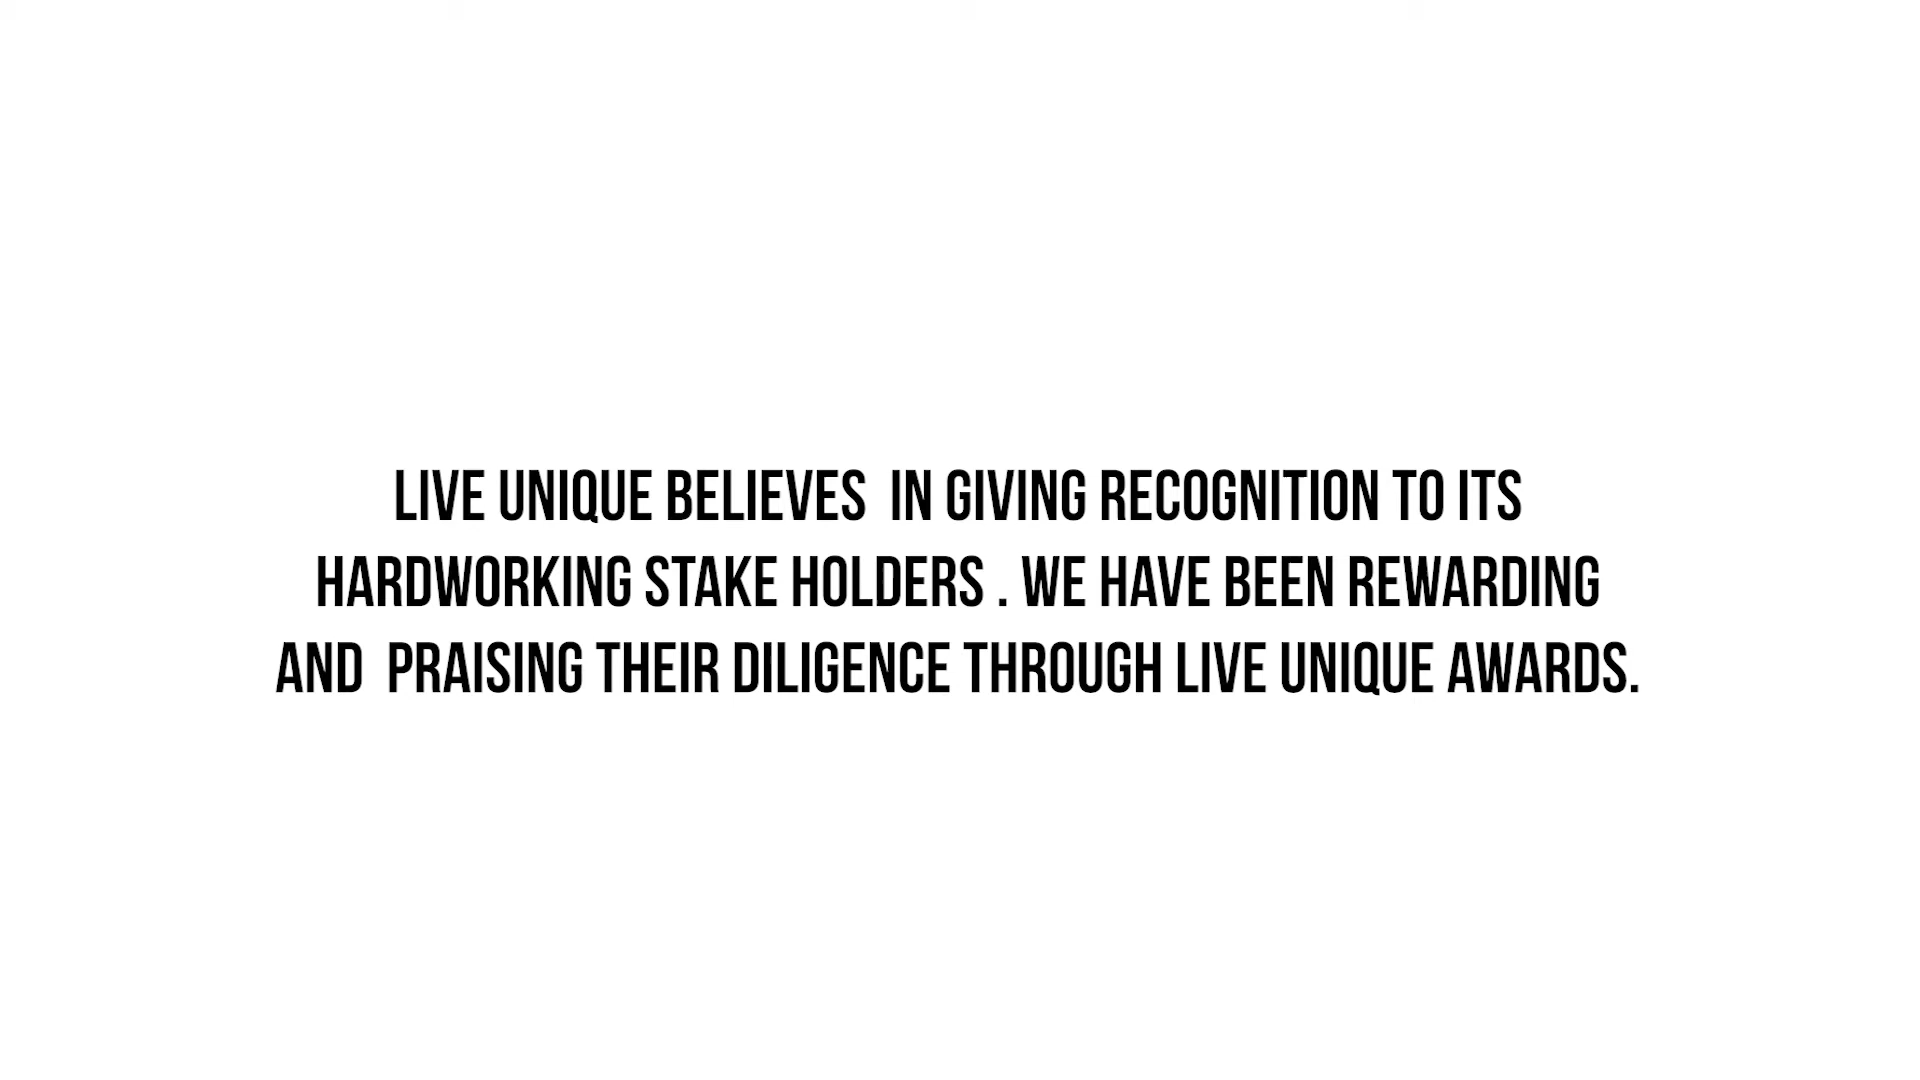 LIVE UNIQUE BELIEVES  IN GIVING RECOGNITION TO ITS
HARDWORKING STAKE HOLDERS . WE HAVE BEEN REWARDING
AND  PRAISING THEIR DILIGENCE THROUGH LIVE UNIQUE AWARDS.